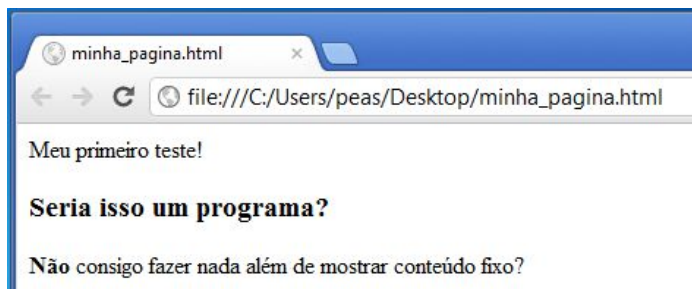 minha_pagina.html
file:///C:/Users/peas/Desktop/minha_pagina.html
Meu primeiro teste!
Seria isso um programa?
Não consigo fazer nada além de mostrar conteúdo fixo?